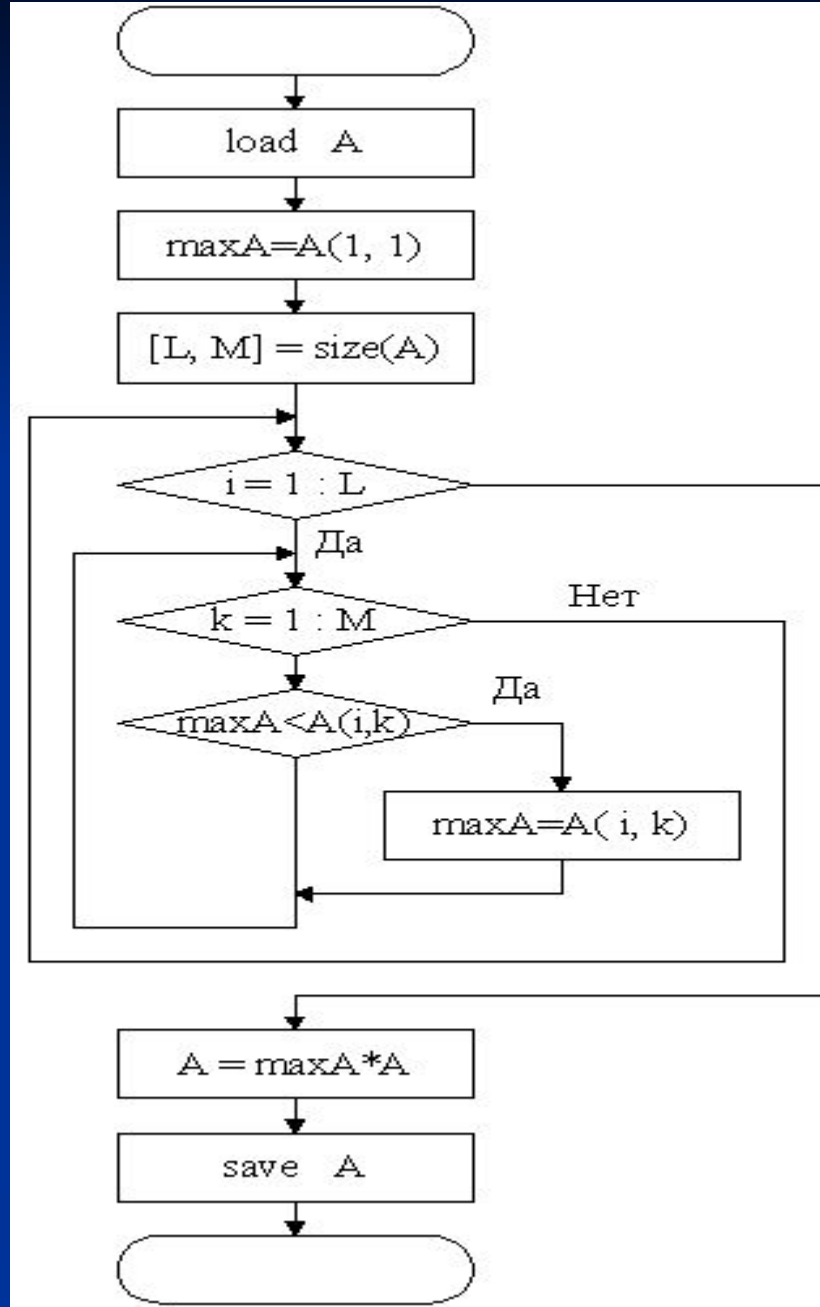 load A
maxA=A(1, 1)
[L, M] = size(A)
i = 1 : L
Да
k = 1 : M
Нет
maxA<A(i,k)
Да
maxA=A( i, k)
A = maxA*A
save A